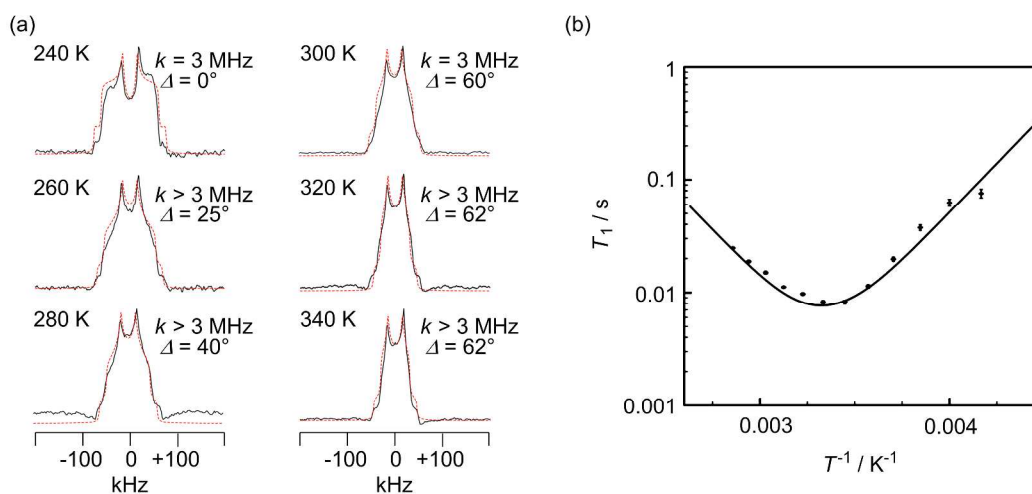 (a)
240 K
k = 3 MHz
Δ = 0°
260 K
k > 3 MHz
Δ = 25°
280 K
k > 3 MHz
Δ = 40°
-100 0 +100
kHz
300 K
k = 3 MHz
Δ = 60°
320 K
k > 3 MHz
Δ = 62°
340 K
k > 3 MHz
Δ = 62°
-100 0 +100
kHz
(b)
1
0.1
0.01
0.001
T₁ / s
0.003 0.004
T⁻¹ / K⁻¹